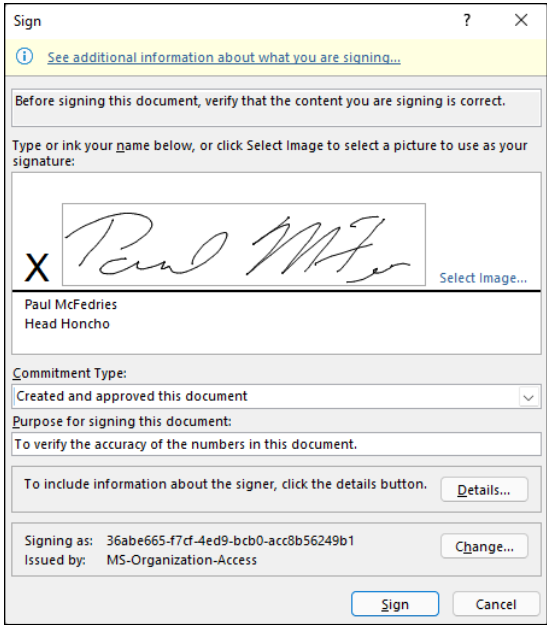 Sign ? ×
See additional information about what you are signing...
Before signing this document, verify that the content you are signing is correct.
Type or ink your name below, or click Select Image to select a picture to use as your
signature:
X Paul McFe
Select Image...
Paul McFedries
Head Honcho
Commitment Type:
Created and approved this document
Purpose for signing this document:
To verify the accuracy of the numbers in this document.
To include information about the signer, click the details button.
Details...
Signing as: 36abe665-f7cf-4ed9-bcb0-acc8b56249b1
Issued by: MS-Organization-Access
Change...
Sign Cancel